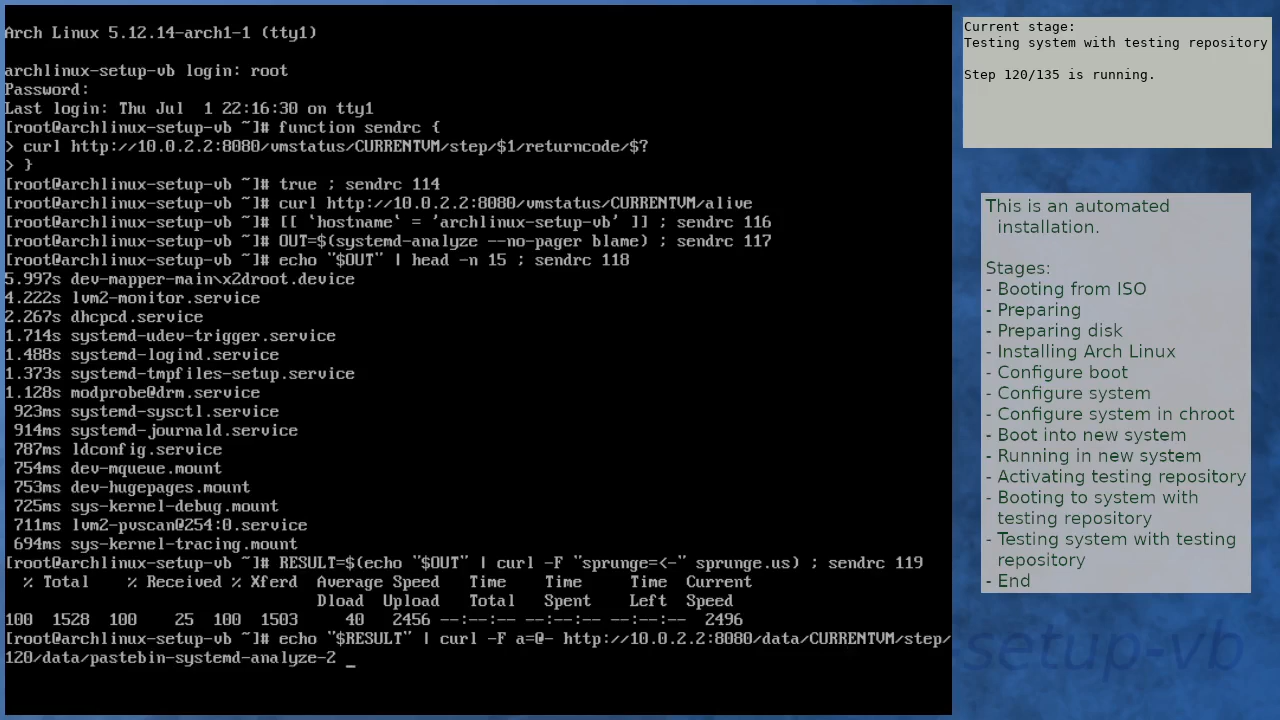 Arch Linux 5.12.14-arch1-1 (tty1)
archlinux-setup-vb login: root
Password:
Last login: Thu Jul  1 22:16:30 on tty1
[root@archlinux-setup-vb ~]# function sendrc {
> curl http://10.0.2.2:8080/vmstatus/CURRENTVM/step/$1/returncode/$?
> }
[root@archlinux-setup-vb ~]# true ; sendrc 114
[root@archlinux-setup-vb ~]# curl http://10.0.2.2:8080/vmstatus/CURRENTVM/alive
[root@archlinux-setup-vb ~]# [[ `hostname` = 'archlinux-setup-vb' ]] ; sendrc 116
[root@archlinux-setup-vb ~]# OUT=$(systemd-analyze --no-pager blame) ; sendrc 117
[root@archlinux-setup-vb ~]# echo "$OUT" | head -n 15 ; sendrc 118
5.997s dev-mapper-main\x2droot.device
4.222s lvm2-monitor.service
2.267s dhcpcd.service
1.714s systemd-udev-trigger.service
1.488s systemd-logind.service
1.373s systemd-tmpfiles-setup.service
1.128s modprobe@drm.service
 923ms systemd-sysctl.service
 914ms systemd-journald.service
 787ms ldconfig.service
 754ms dev-mqueue.mount
 753ms dev-hugepages.mount
 725ms sys-kernel-debug.mount
 711ms lvm2-pvscan@254:0.service
 694ms sys-kernel-tracing.mount
[root@archlinux-setup-vb ~]# RESULT=$(echo "$OUT" | curl -F "sprunge=<-" sprunge.us) ; sendrc 119
  % Total    % Received % Xferd  Average Speed   Time    Time     Time  Current
                                 Dload  Upload   Total   Spent    Left  Speed
100  1528  100    25  100  1503     40   2456 --:--:-- --:--:-- --:--:--  2496
[root@archlinux-setup-vb ~]# echo "$RESULT" | curl -F a=@- http://10.0.2.2:8080/data/CURRENTVM/step/
120/data/pastebin-systemd-analyze-2 _
Current stage:
Testing system with testing repository
Step 120/135 is running.
This is an automated
installation.
Stages:
- Booting from ISO
- Preparing
- Preparing disk
- Installing Arch Linux
- Configure boot
- Configure system
- Configure system in chroot
- Boot into new system
- Running in new system
- Activating testing repository
- Booting to system with
testing repository
- Testing system with testing
repository
- End
setup-vb